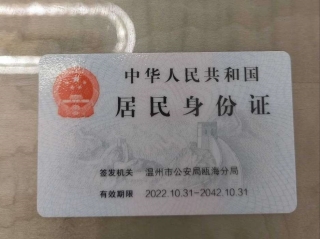 中华人民共和国
居民身份证
签发机关 温州市公安局瓯海分局
有效期限 2022.10.31-2042.10.31